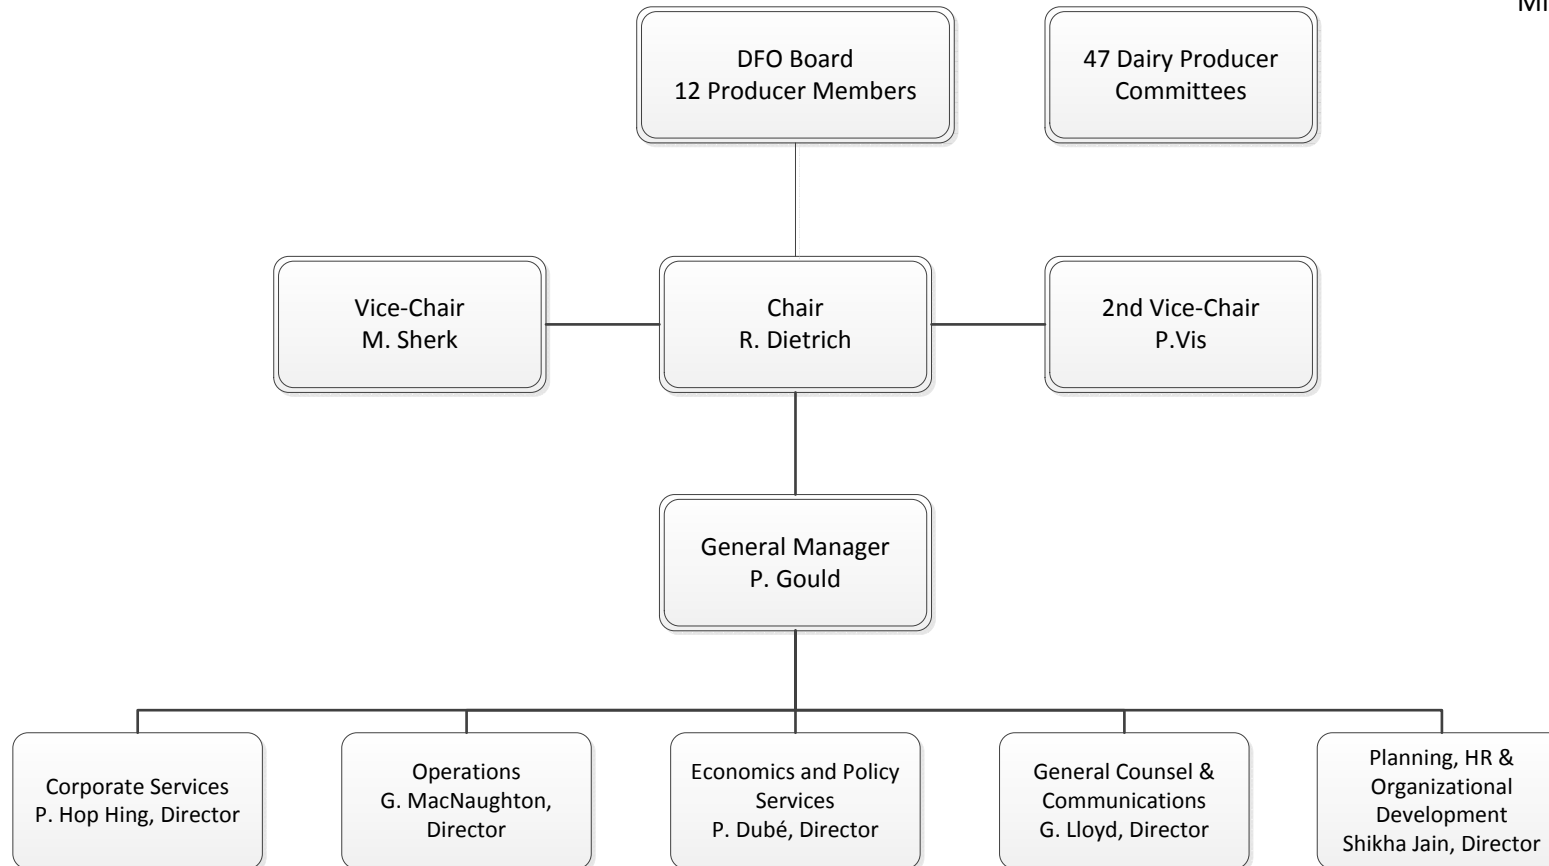 DFO Board
12 Producer Members
47 Dairy Producer
Committees
Vice-Chair
M. Sherk
Chair
R. Dietrich
2nd Vice-Chair
P.Vis
General Manager
P. Gould
Corporate Services
P. Hop Hing, Director
Operations
G. MacNaughton,
Director
Economics and Policy
Services
P. Dubé, Director
General Counsel &
Communications
G. Lloyd, Director
Planning, HR &
Organizational
Development
Shikha Jain, Director